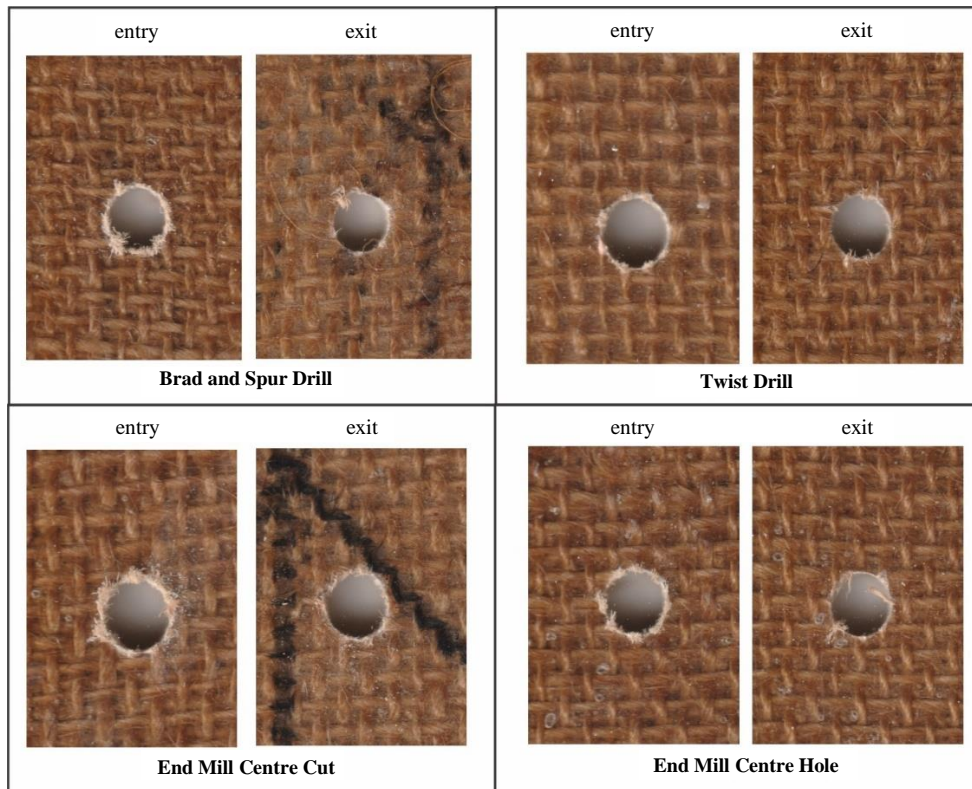 entry exit
Brad and Spur Drill
entry exit
Twist Drill
entry exit
End Mill Centre Cut
entry exit
End Mill Centre Hole